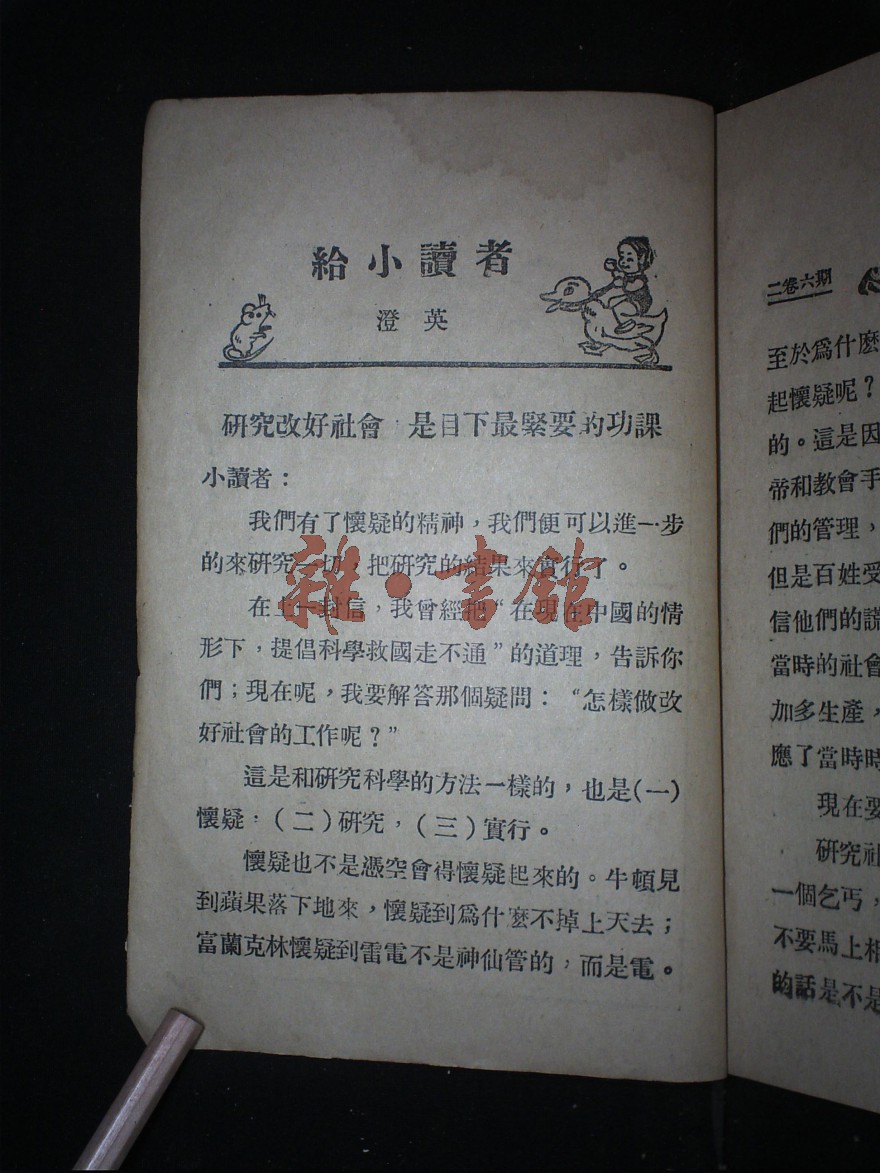 給小讀者
澄英
研究改好社會 是目下最緊要的功課
小讀者：
我們有了懷疑的精神，我們便可以進一步
的來研究一切，把研究的結果來實行了。
在上一封信，我曾經把“在現在中國的情
形下，提倡科學救國走不通”的道理，告訴你
們；現在呢，我要解答那個疑問：“怎樣做改
好社會的工作呢？”
這是和研究科學的方法一樣的，也是(一)
懷疑，(二)研究，(三)實行。
懷疑也不是憑空會得懷疑起來的。牛頓見
到蘋果落下地來，懷疑到爲什麽不掉上天去；
富蘭克林懷疑到雷電不是神仙管的，而是電。
雜·書館
二卷六期
至於爲什麽
起懷疑呢？
的。這是因
帝和教會手
們的管理，
但是百姓受
信他們的謊
當時的社會
加多生產，
應了當時時
現在要
研究社
一個乞丐，
不要馬上相
的話是不是